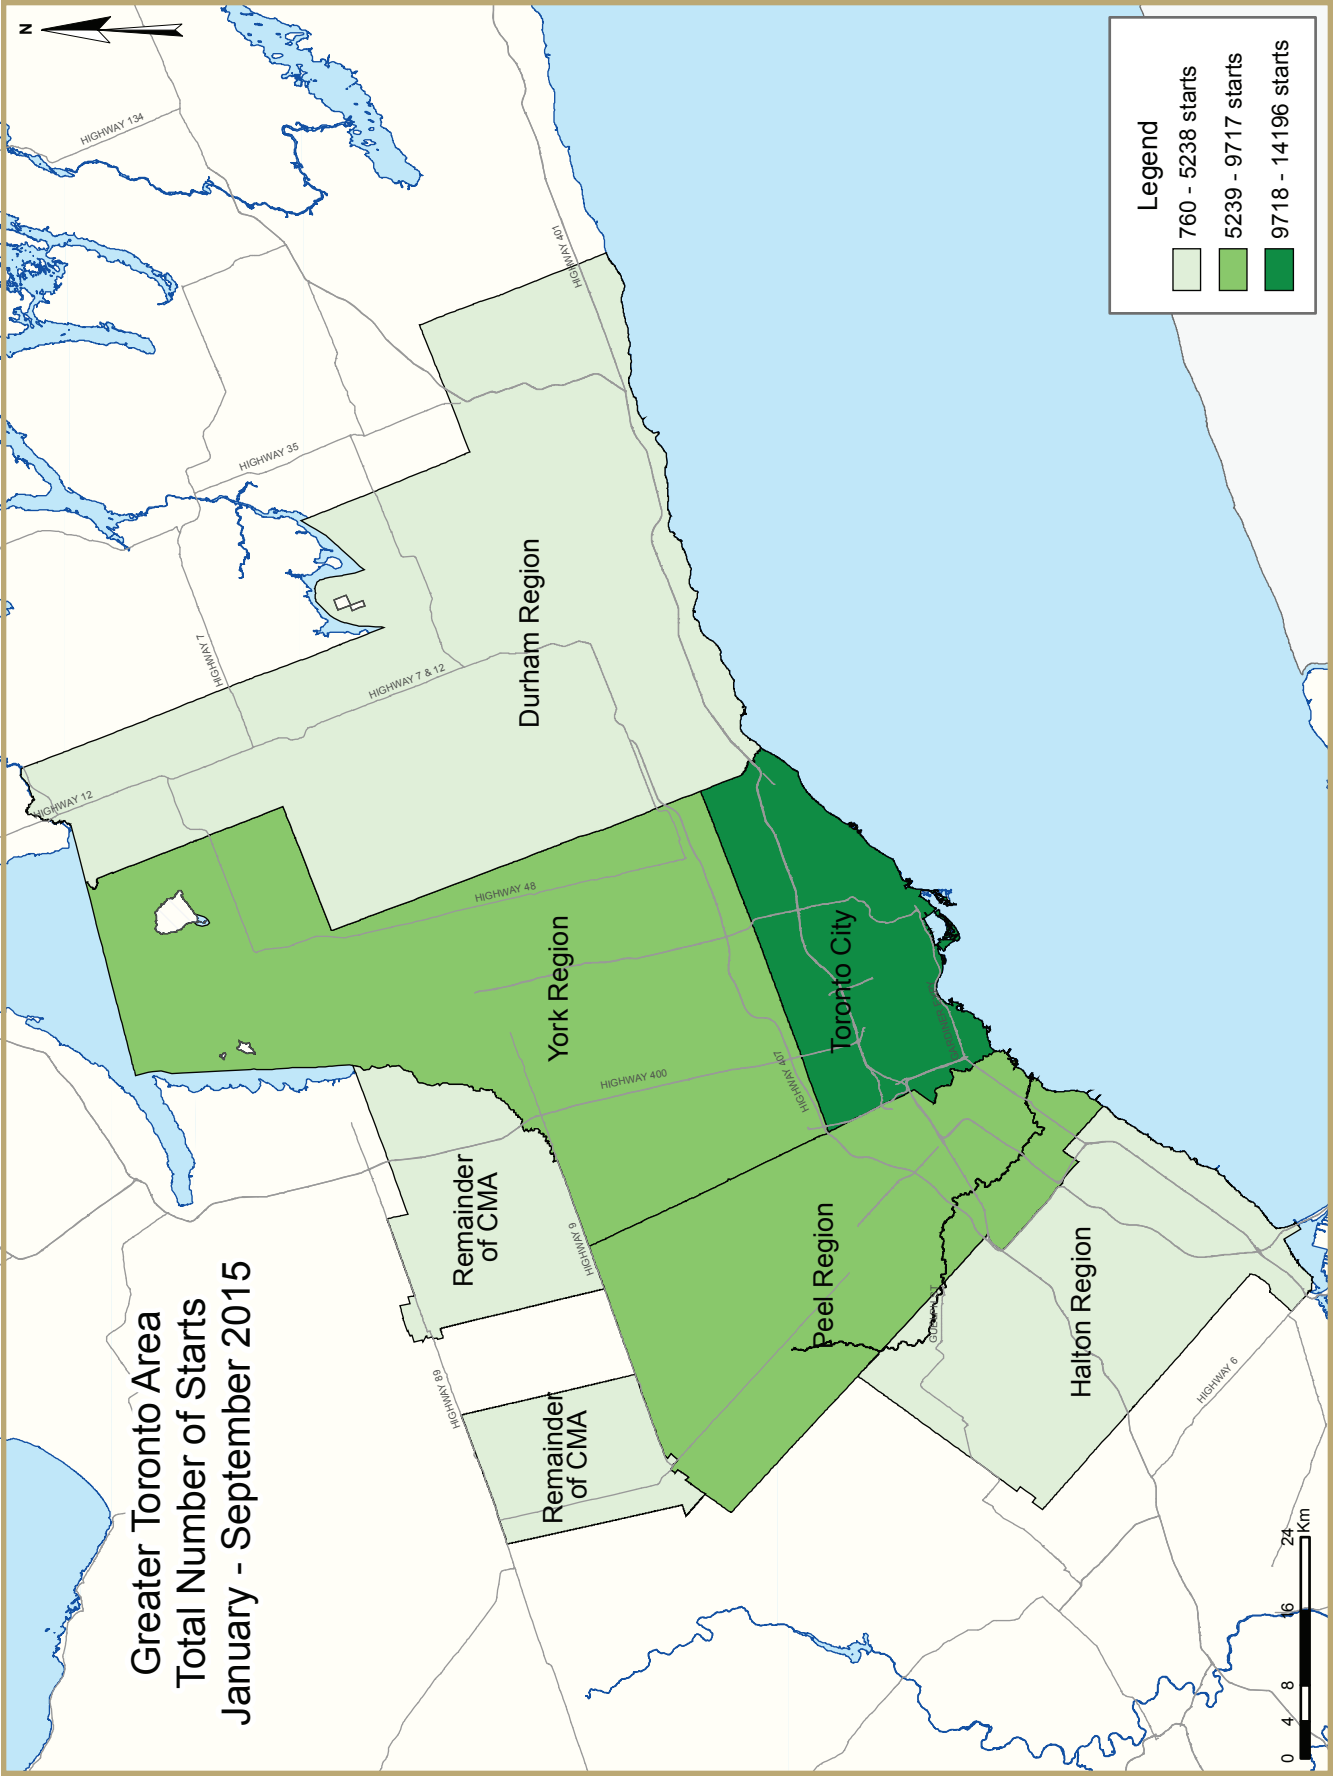 Greater Toronto Area
Total Number of Starts
January - September 2015
N
HIGHWAY 134
HIGHWAY 35
HIGHWAY 401
HIGHWAY 7
HIGHWAY 7 & 12
HIGHWAY 12
Durham Region
HIGHWAY 48
York Region
HIGHWAY 400
HIGHWAY 407
Toronto City
Remainder
of CMA
HIGHWAY 9
HIGHWAY 89
Remainder
of CMA
Peel Region
Halton Region
HIGHWAY 6
Legend
760 - 5238 starts
5239 - 9717 starts
9718 - 14196 starts
0 4 8 16 24
Km